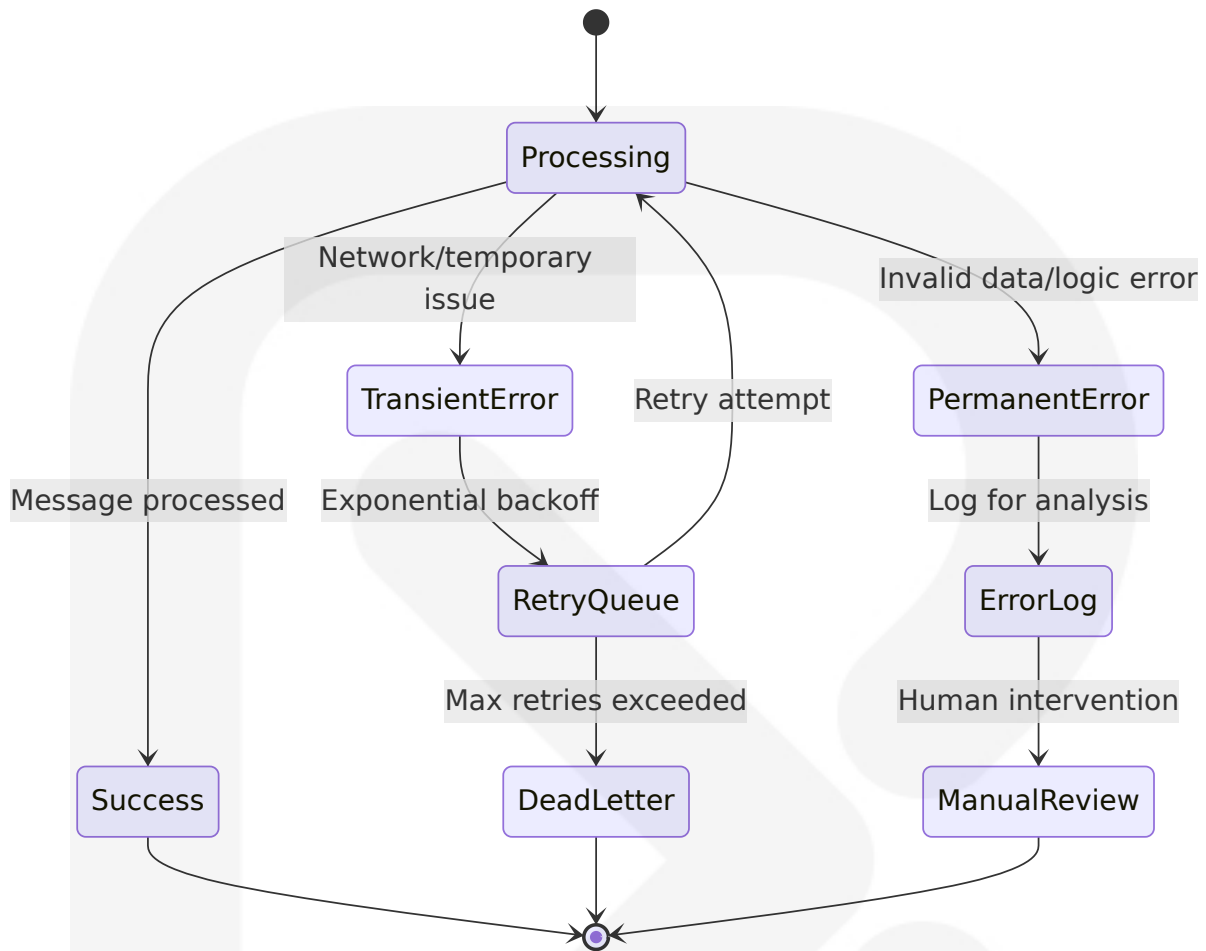 Processing
Network/temporary
issue
Invalid data/logic error
TransientError
Retry attempt
PermanentError
Message processed
Exponential backoff
Log for analysis
RetryQueue
ErrorLog
Max retries exceeded
Human intervention
Success
DeadLetter
ManualReview